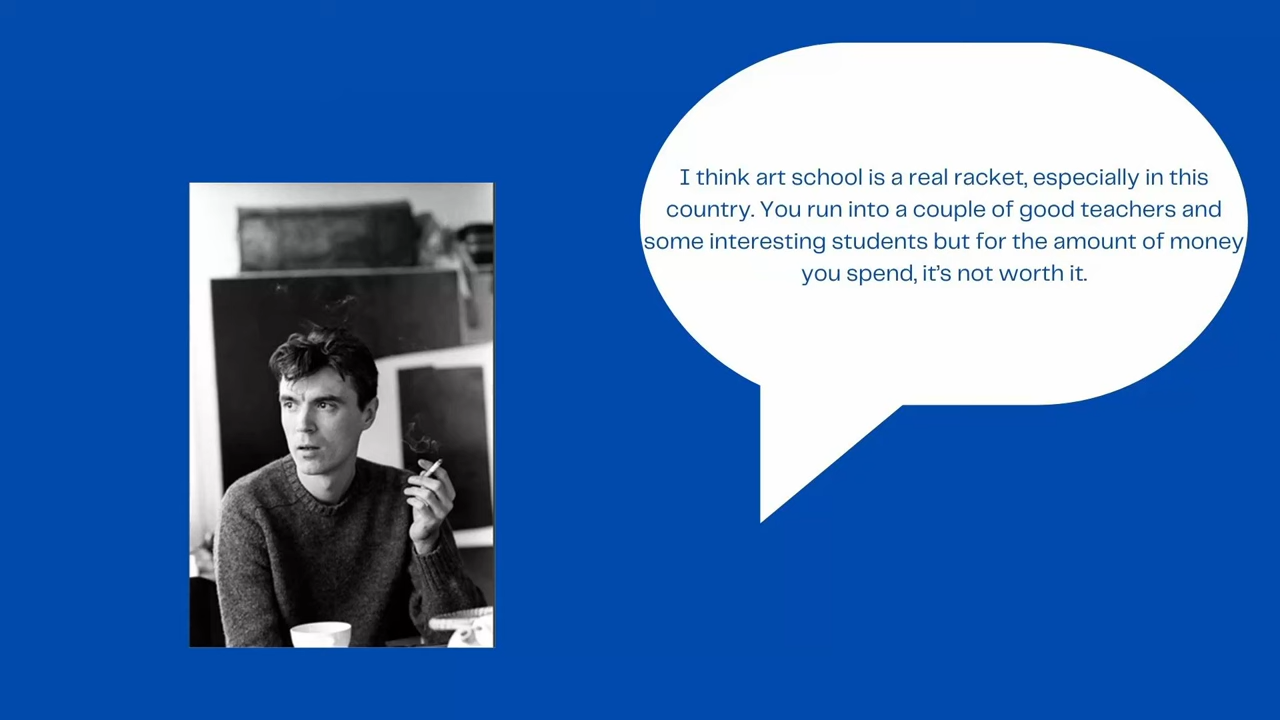 I think art school is a real racket, especially in this
country. You run into a couple of good teachers and
some interesting students but for the amount of money
you spend, it’s not worth it.